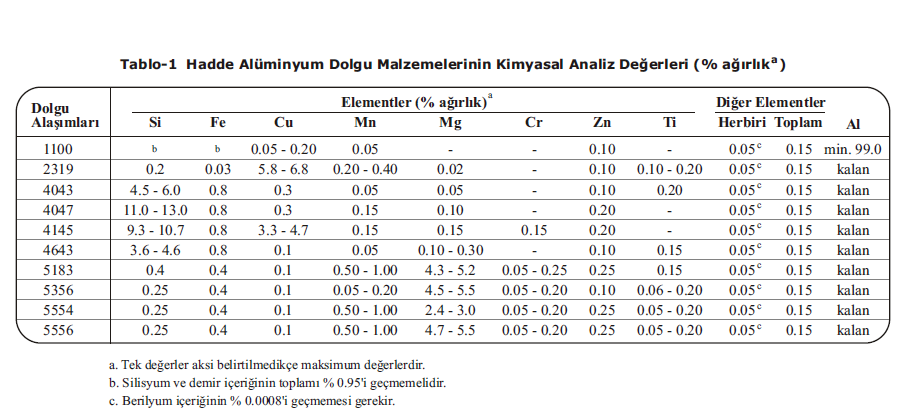 Tablo-1 Hadde Alüminyum Dolgu Malzemelerinin Kimyasal Analiz Değerleri (% ağırlıkᵃ)
Dolgu Alaşımları Elementler (% ağırlık)ᵃ Diğer Elementler
Si Fe Cu Mn Mg Cr Zn Ti Herbiri Toplam Al
1100 ᵇ ᵇ 0.05 - 0.20 0.05 - - 0.10 - 0.05ᶜ 0.15 min. 99.0
2319 0.2 0.03 5.8 - 6.8 0.20 - 0.40 0.02 - 0.10 0.10 - 0.20 0.05ᶜ 0.15 kalan
4043 4.5 - 6.0 0.8 0.3 0.05 0.05 - 0.10 0.20 0.05ᶜ 0.15 kalan
4047 11.0 - 13.0 0.8 0.3 0.15 0.10 - 0.20 - 0.05ᶜ 0.15 kalan
4145 9.3 - 10.7 0.8 3.3 - 4.7 0.15 0.15 0.15 0.20 - 0.05ᶜ 0.15 kalan
4643 3.6 - 4.6 0.8 0.1 0.05 0.10 - 0.30 - 0.10 0.15 0.05ᶜ 0.15 kalan
5183 0.4 0.4 0.1 0.50 - 1.00 4.3 - 5.2 0.05 - 0.25 0.25 0.15 0.05ᶜ 0.15 kalan
5356 0.25 0.4 0.1 0.05 - 0.20 4.5 - 5.5 0.05 - 0.20 0.10 0.06 - 0.20 0.05ᶜ 0.15 kalan
5554 0.25 0.4 0.1 0.50 - 1.00 2.4 - 3.0 0.05 - 0.20 0.25 0.05 - 0.20 0.05ᶜ 0.15 kalan
5556 0.25 0.4 0.1 0.50 - 1.00 4.7 - 5.5 0.05 - 0.20 0.25 0.05 - 0.20 0.05ᶜ 0.15 kalan
a. Tek değerler aksi belirtilmedikçe maksimum değerlerdir.
b. Silisyum ve demir içeriğinin toplamı % 0.95'i geçmemelidir.
c. Berilyum içeriğinin % 0.0008'i geçmemesi gerekir.